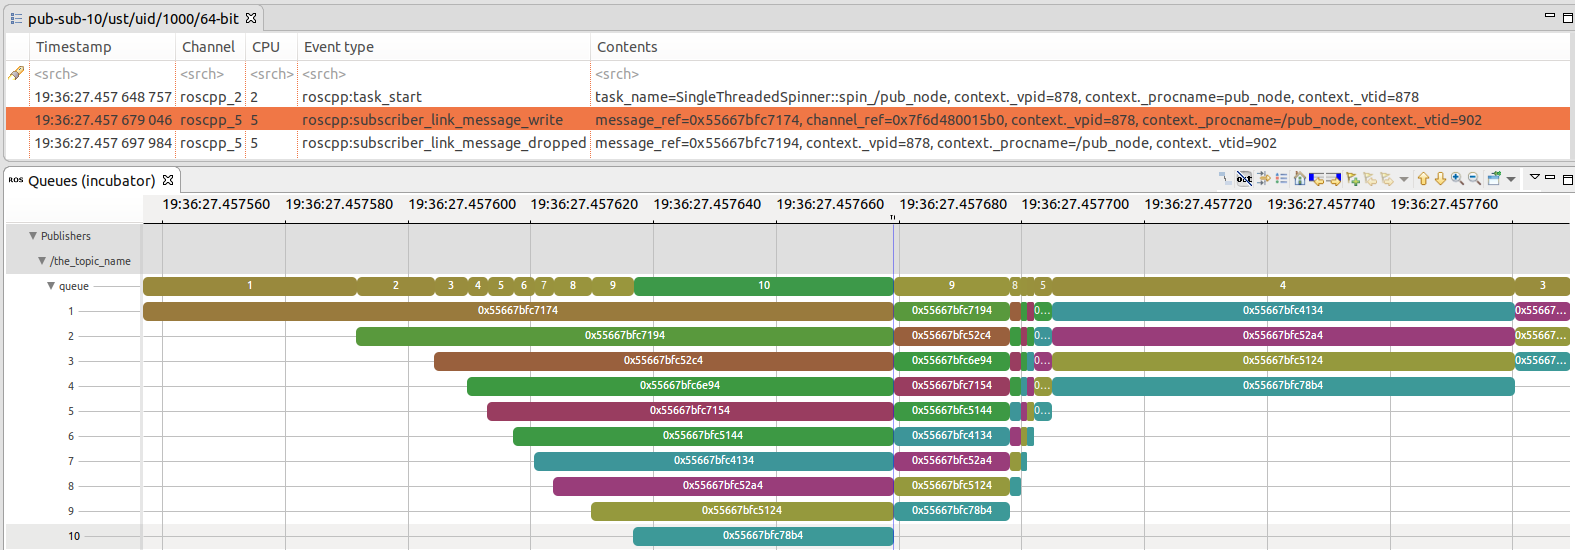 pub-sub-10/ust/uid/1000/64-bit
Timestamp Channel CPU Event type Contents
<srch> <srch> <srch> <srch> <srch>
19:36:27.457 648 757 roscpp_2 2 roscpp:task_start task_name=SingleThreadedSpinner::spin_/pub_node, context._vpid=878, context._procname=pub_node, context._vtid=878
19:36:27.457 679 046 roscpp_5 5 roscpp:subscriber_link_message_write message_ref=0x55667bfc7174, channel_ref=0x7f6d480015b0, context._vpid=878, context._procname=/pub_node, context._vtid=902
19:36:27.457 697 984 roscpp_5 5 roscpp:subscriber_link_message_dropped message_ref=0x55667bfc7194, context._vpid=878, context._procname=/pub_node, context._vtid=902
ROS Queues (incubator)
19:36:27.457560 19:36:27.457580 19:36:27.457600 19:36:27.457620 19:36:27.457640 19:36:27.457660 19:36:27.457680 19:36:27.457700 19:36:27.457720 19:36:27.457740 19:36:27.457760
Publishers
/the_topic_name
queue 1 2 3 4 5 6 7 8 9 10 9 8 5 4 3
1 0x55667bfc7174 0x55667bfc7194 0... 0x55667bfc4134 0x55667...
2 0x55667bfc7194 0x55667bfc52c4 0... 0x55667bfc52a4 0x55667...
3 0x55667bfc52c4 0x55667bfc6e94 0... 0x55667bfc5124 0x55667...
4 0x55667bfc6e94 0x55667bfc7154 0... 0x55667bfc78b4
5 0x55667bfc7154 0x55667bfc5144 0...
6 0x55667bfc5144 0x55667bfc4134
7 0x55667bfc4134 0x55667bfc52a4
8 0x55667bfc52a4 0x55667bfc5124
9 0x55667bfc5124 0x55667bfc78b4
10 0x55667bfc78b4